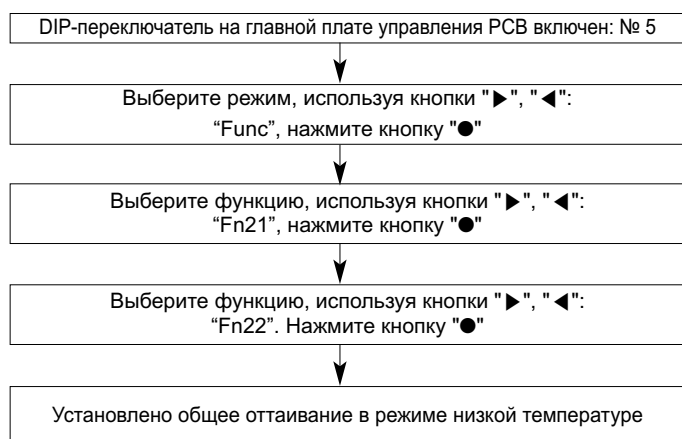 DIP-переключатель на главной плате управления PCB включен: № 5
Выберите режим, используя кнопки "▶", "◀":
“Func”, нажмите кнопку "●"
Выберите функцию, используя кнопки "▶", "◀":
“Fn21”, нажмите кнопку "●"
Выберите функцию, используя кнопки "▶", "◀":
“Fn22”. Нажмите кнопку "●"
Установлено общее оттаивание в режиме низкой температуре